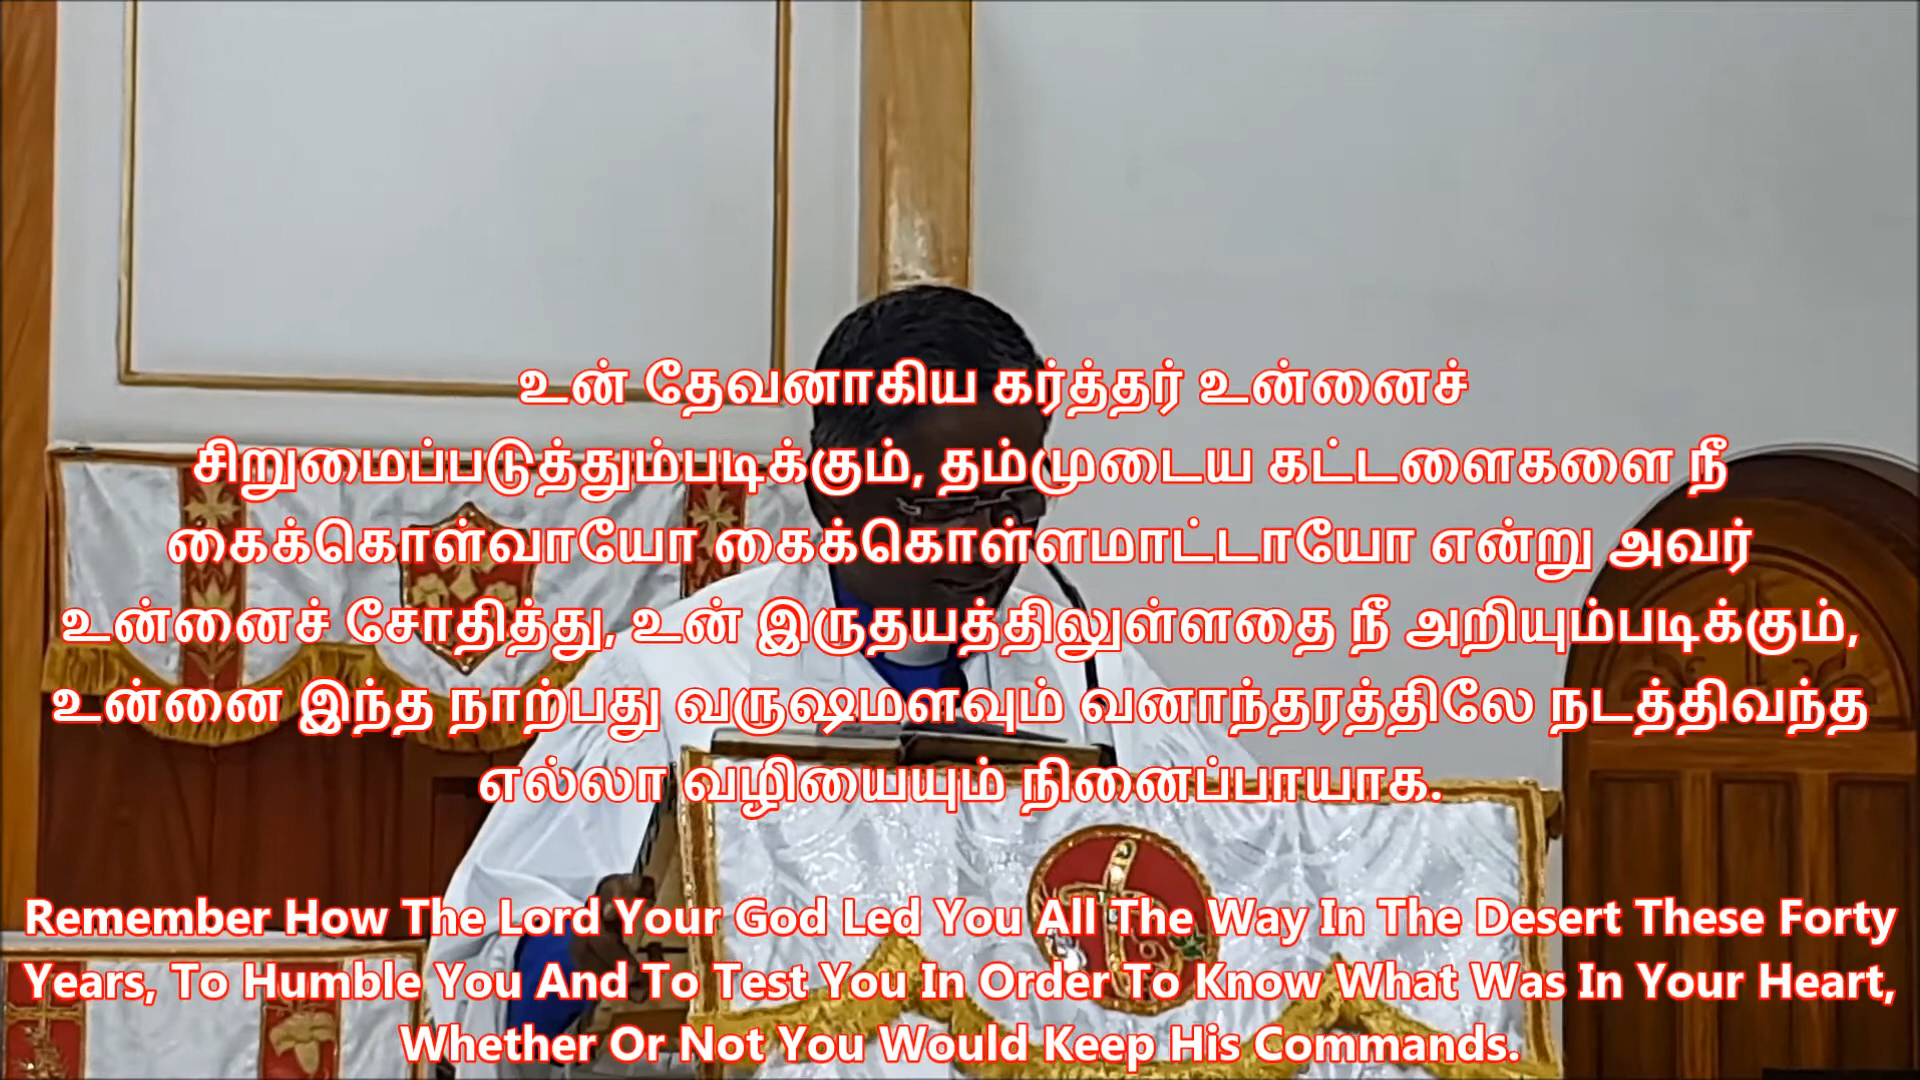 உன் தேவனாகிய கர்த்தர் உன்னைச்
சிறுமைப்படுத்தும்படிக்கும், தம்முடைய கட்டளைகளை நீ
கைக்கொள்வாயோ கைக்கொள்ளமாட்டாயோ என்று அவர்
உன்னைச் சோதித்து, உன் இருதயத்திலுள்ளதை நீ அறியும்படிக்கும்,
உன்னை இந்த நாற்பது வருஷமளவும் வனாந்தரத்திலே நடத்திவந்த
எல்லா வழியையும் நினைப்பாயாக.
Remember How The Lord Your God Led You All The Way In The Desert These Forty
Years, To Humble You And To Test You In Order To Know What Was In Your Heart,
Whether Or Not You Would Keep His Commands.